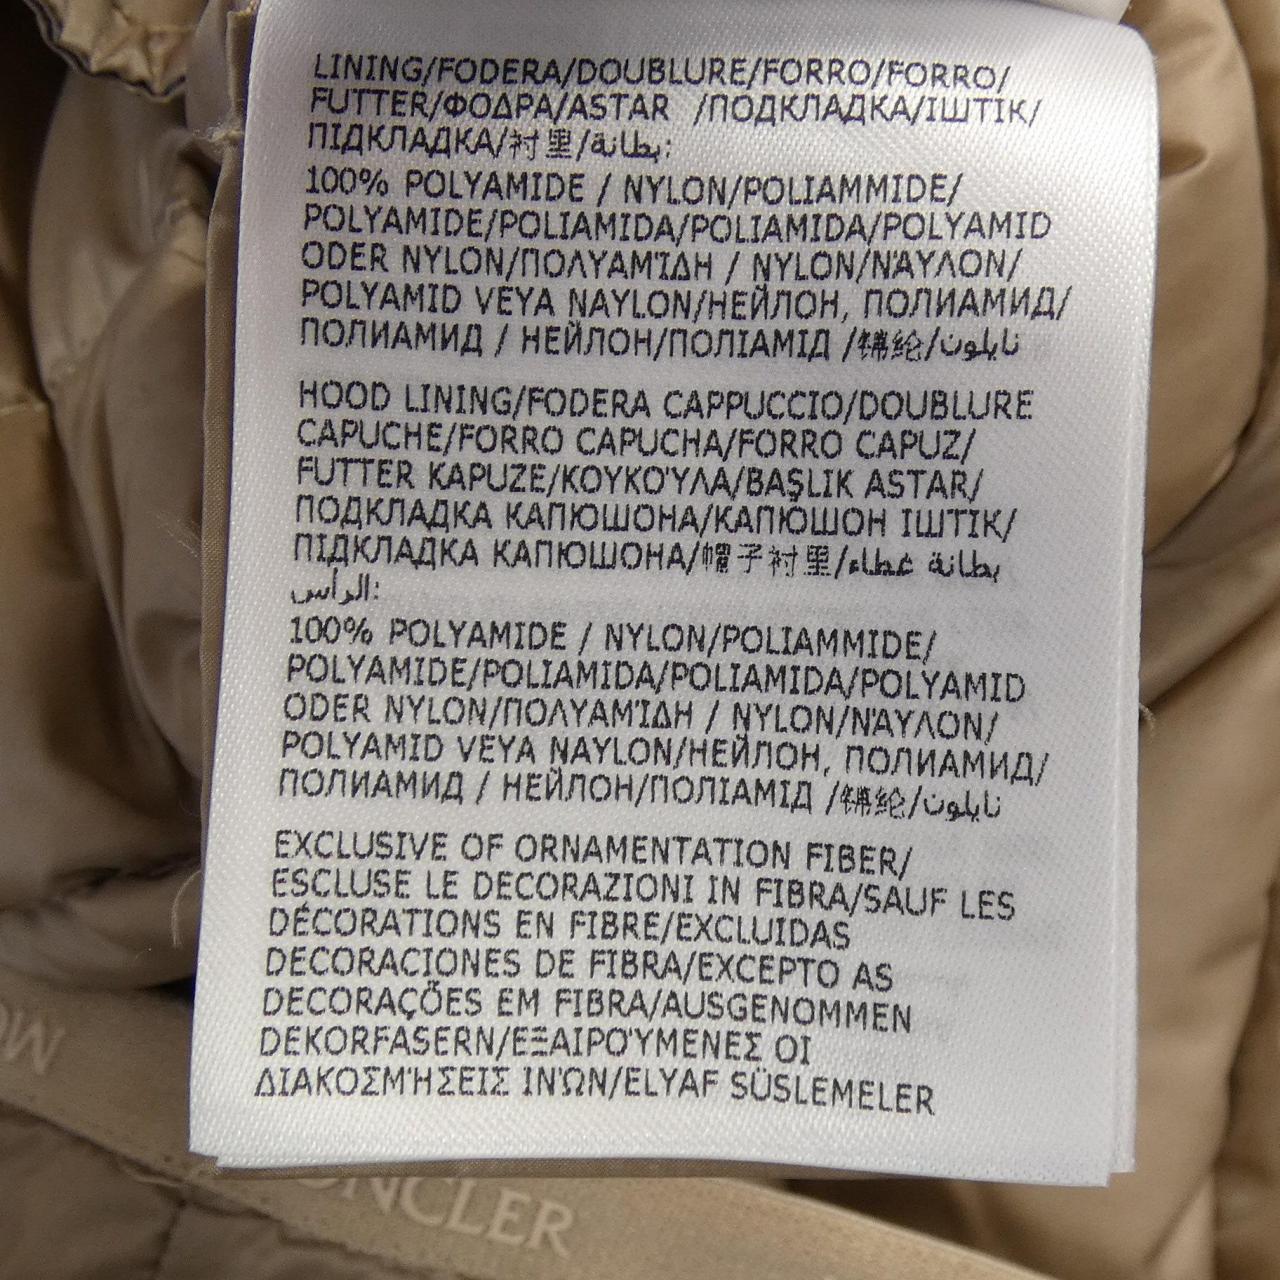 LINING/FODERA/DOUBLURE/FORRO/FORRO/
FUTTER/ΦΟΔΡΑ/ASTAR /ПОДКЛАДКА/ІШТІК/
ПІДКЛАДКА/衬里/بطانة:
100% POLYAMIDE / NYLON/POLIAMMIDE/
POLYAMIDE/POLIAMIDA/POLIAMIDA/POLYAMID
ODER NYLON/ΠΟΛΥΑΜΊΔΗ / NYLON/ΝΆΥΛΟΝ/
POLYAMID VEYA NAYLON/НЕЙЛОН, ПОЛИАМИД/
ПОЛИАМИД / НЕЙЛОН/ПОЛІАМІД /锦纶/نايلون
HOOD LINING/FODERA CAPPUCCIO/DOUBLURE
CAPUCHE/FORRO CAPUCHA/FORRO CAPUZ/
FUTTER KAPUZE/ΚΟΥΚΟΎΛΑ/BAŞLIK ASTAR/
ПОДКЛАДКА КАПЮШОНА/КАПЮШОН ІШТІК/
ПІДКЛАДКА КАПЮШОНА/帽子衬里/بطانة غطاء
الرأس:
100% POLYAMIDE / NYLON/POLIAMMIDE/
POLYAMIDE/POLIAMIDA/POLIAMIDA/POLYAMID
ODER NYLON/ΠΟΛΥΑΜΊΔΗ / NYLON/ΝΆΥΛΟΝ/
POLYAMID VEYA NAYLON/НЕЙЛОН, ПОЛИАМИД/
ПОЛИАМИД / НЕЙЛОН/ПОЛІАМІД /锦纶/نايلون
EXCLUSIVE OF ORNAMENTATION FIBER/
ESCLUSE LE DECORAZIONI IN FIBRA/SAUF LES
DÉCORATIONS EN FIBRE/EXCLUIDAS
DECORACIONES DE FIBRA/EXCEPTO AS
DECORAÇÕES EM FIBRA/AUSGENOMMEN
DEKORFASERN/ΕΞΑΙΡΟΎΜΕΝΕΣ ΟΙ
ΔΙΑΚΟΣΜΉΣΕΙΣ ΙΝΏΝ/ELYAF SÜSLEMELER